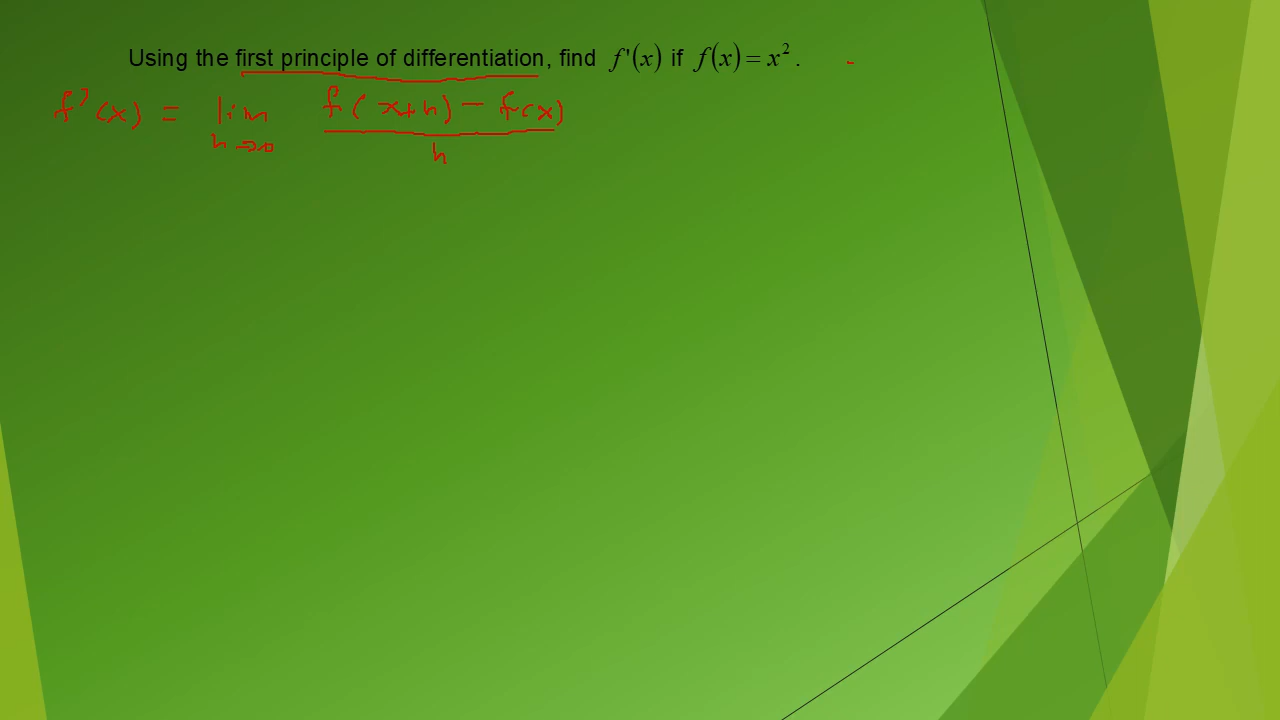 Using the first principle of differentiation, find f'(x) if f(x) = x².
f'(x) = lim f(x+h) - f(x)
h→0 h